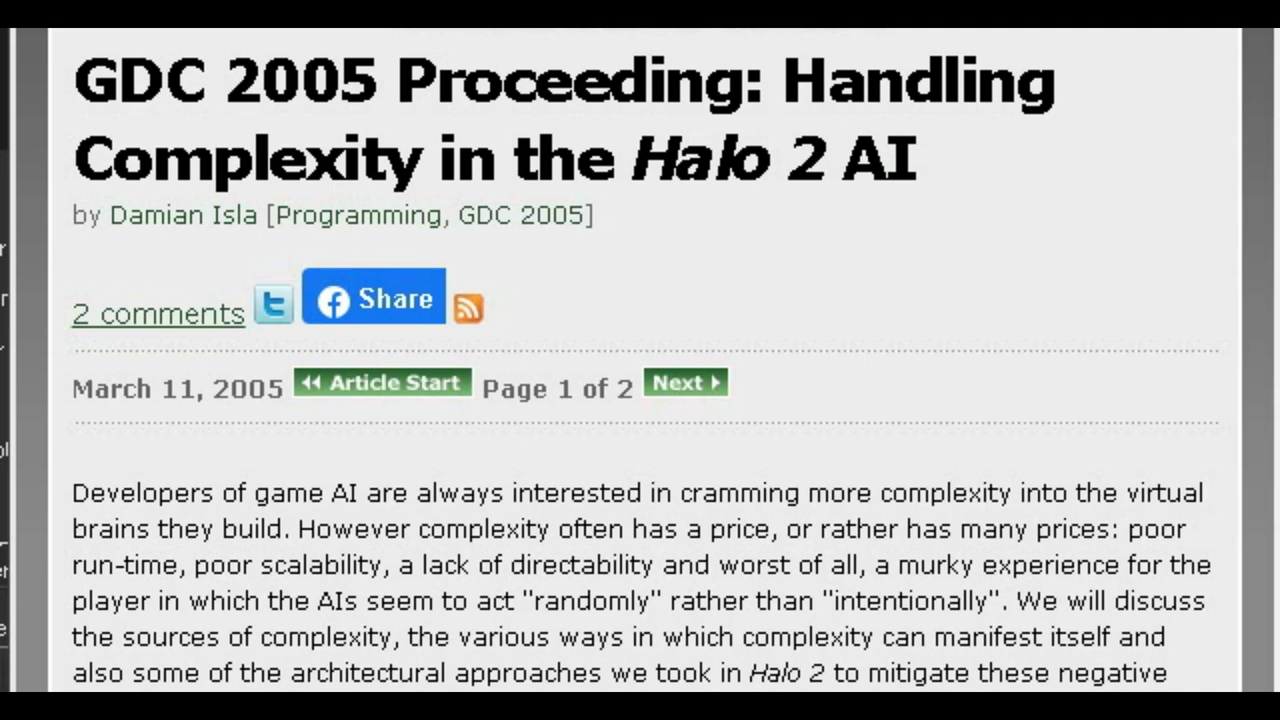 GDC 2005 Proceeding: Handling
Complexity in the Halo 2 AI
by Damian Isla [Programming, GDC 2005]
2 comments Share
March 11, 2005 Article Start Page 1 of 2 Next
Developers of game AI are always interested in cramming more complexity into the virtual
brains they build. However complexity often has a price, or rather has many prices: poor
run-time, poor scalability, a lack of directability and worst of all, a murky experience for the
player in which the AIs seem to act "randomly" rather than "intentionally". We will discuss
the sources of complexity, the various ways in which complexity can manifest itself and
also some of the architectural approaches we took in Halo 2 to mitigate these negative